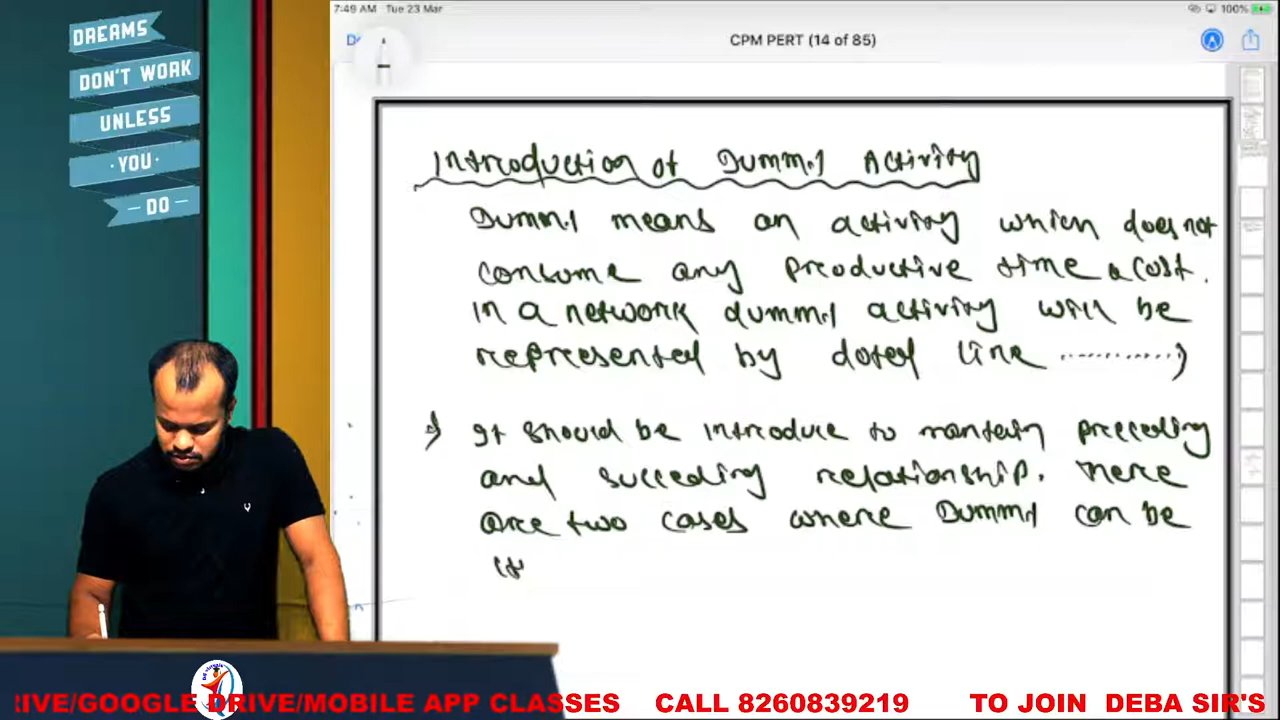 7:49 AM Tue 23 Mar
100%
CPM PERT (14 of 85)
DREAMS
DON'T WORK
UNLESS
· YOU ·
— DO —
Introduction of Dummy Activity
Dummy means an activity which does not
consume any productive time & cost.
In a network dummy activity will be
represented by doted line ...........>
It should be introduce to maintain preceding
and succeeding relationship. There
are two cases where Dummy can be
RIVE/GOOGLE DRIVE/MOBILE APP CLASSES CALL 8260839219 TO JOIN DEBA SIR'S